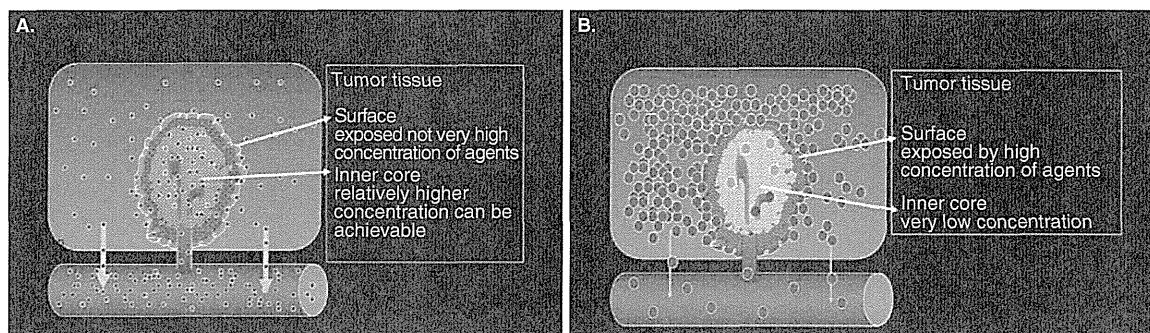 A.
Tumor tissue
Surface
exposed not very high
concentration of agents
Inner core
relatively higher
concentration can be
achievable
B.
Tumor tissue
Surface
exposed by high
concentration of agents
Inner core
very low concentration